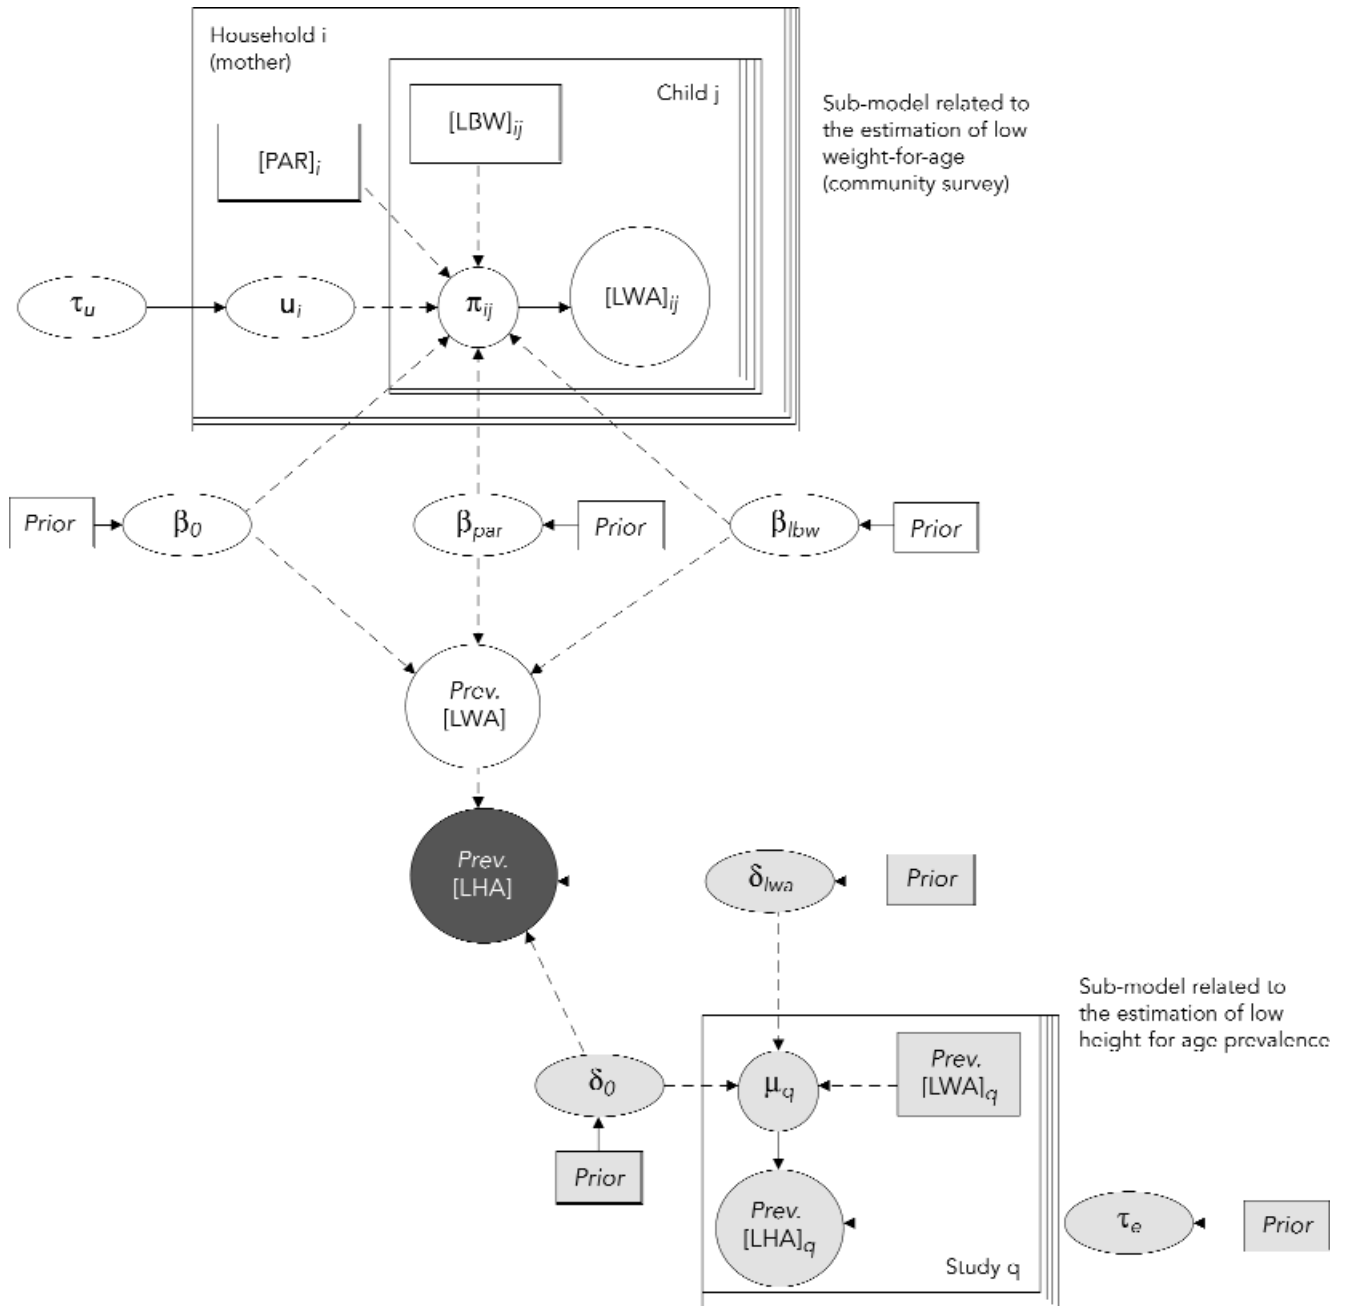 Household i
(mother)
Child j
[LBW]ij
[PAR]i
Sub-model related to
the estimation of low
weight-for-age
(community survey)
τu
ui
πij
[LWA]ij
Prior
β0
βpar
Prior
βlbw
Prior
Prev.
[LWA]
Prev.
[LHA]
δlwa
Prior
Sub-model related to
the estimation of low
height for age prevalence
δ0
μq
Prev.
[LWA]q
Prior
Prev.
[LHA]q
τe
Prior
Study q